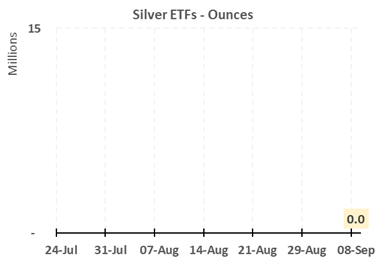 Silver ETFs - Ounces
15
Millions
0.0
-
24-Jul 31-Jul 07-Aug 14-Aug 21-Aug 29-Aug 08-Sep